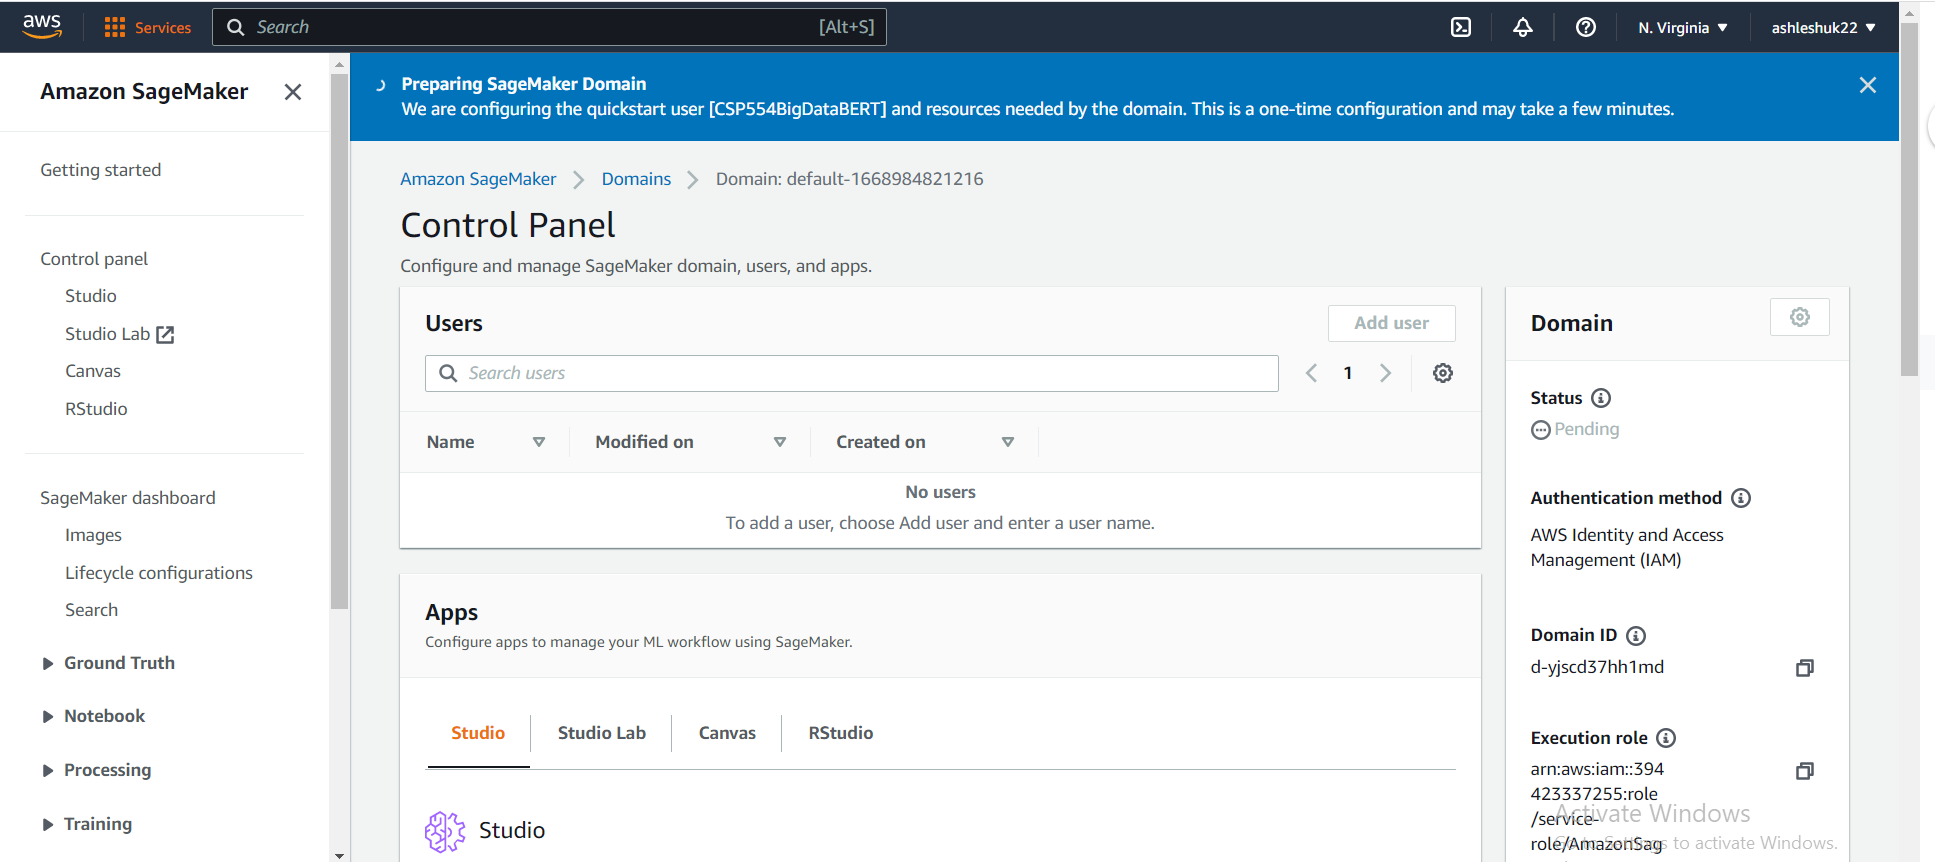 aws
Services
Search
[Alt+S]
N. Virginia
ashleshuk22
Amazon SageMaker
Getting started
Control panel
Studio
Studio Lab
Canvas
RStudio
SageMaker dashboard
Images
Lifecycle configurations
Search
Ground Truth
Notebook
Processing
Training
Preparing SageMaker Domain
We are configuring the quickstart user [CSP554BigDataBERT] and resources needed by the domain. This is a one-time configuration and may take a few minutes.
Amazon SageMaker
Domains
Domain: default-1668984821216
Control Panel
Configure and manage SageMaker domain, users, and apps.
Users
Add user
Search users
1
Name
Modified on
Created on
No users
To add a user, choose Add user and enter a user name.
Apps
Configure apps to manage your ML workflow using SageMaker.
Studio
Studio Lab
Canvas
RStudio
Studio
Domain
Status
Pending
Authentication method
AWS Identity and Access
Management (IAM)
Domain ID
d-yjscd37hh1md
Execution role
arn:aws:iam::394
423337255:role
/service-
role/AmazonSag
Activate Windows
Go to Settings to activate Windows.